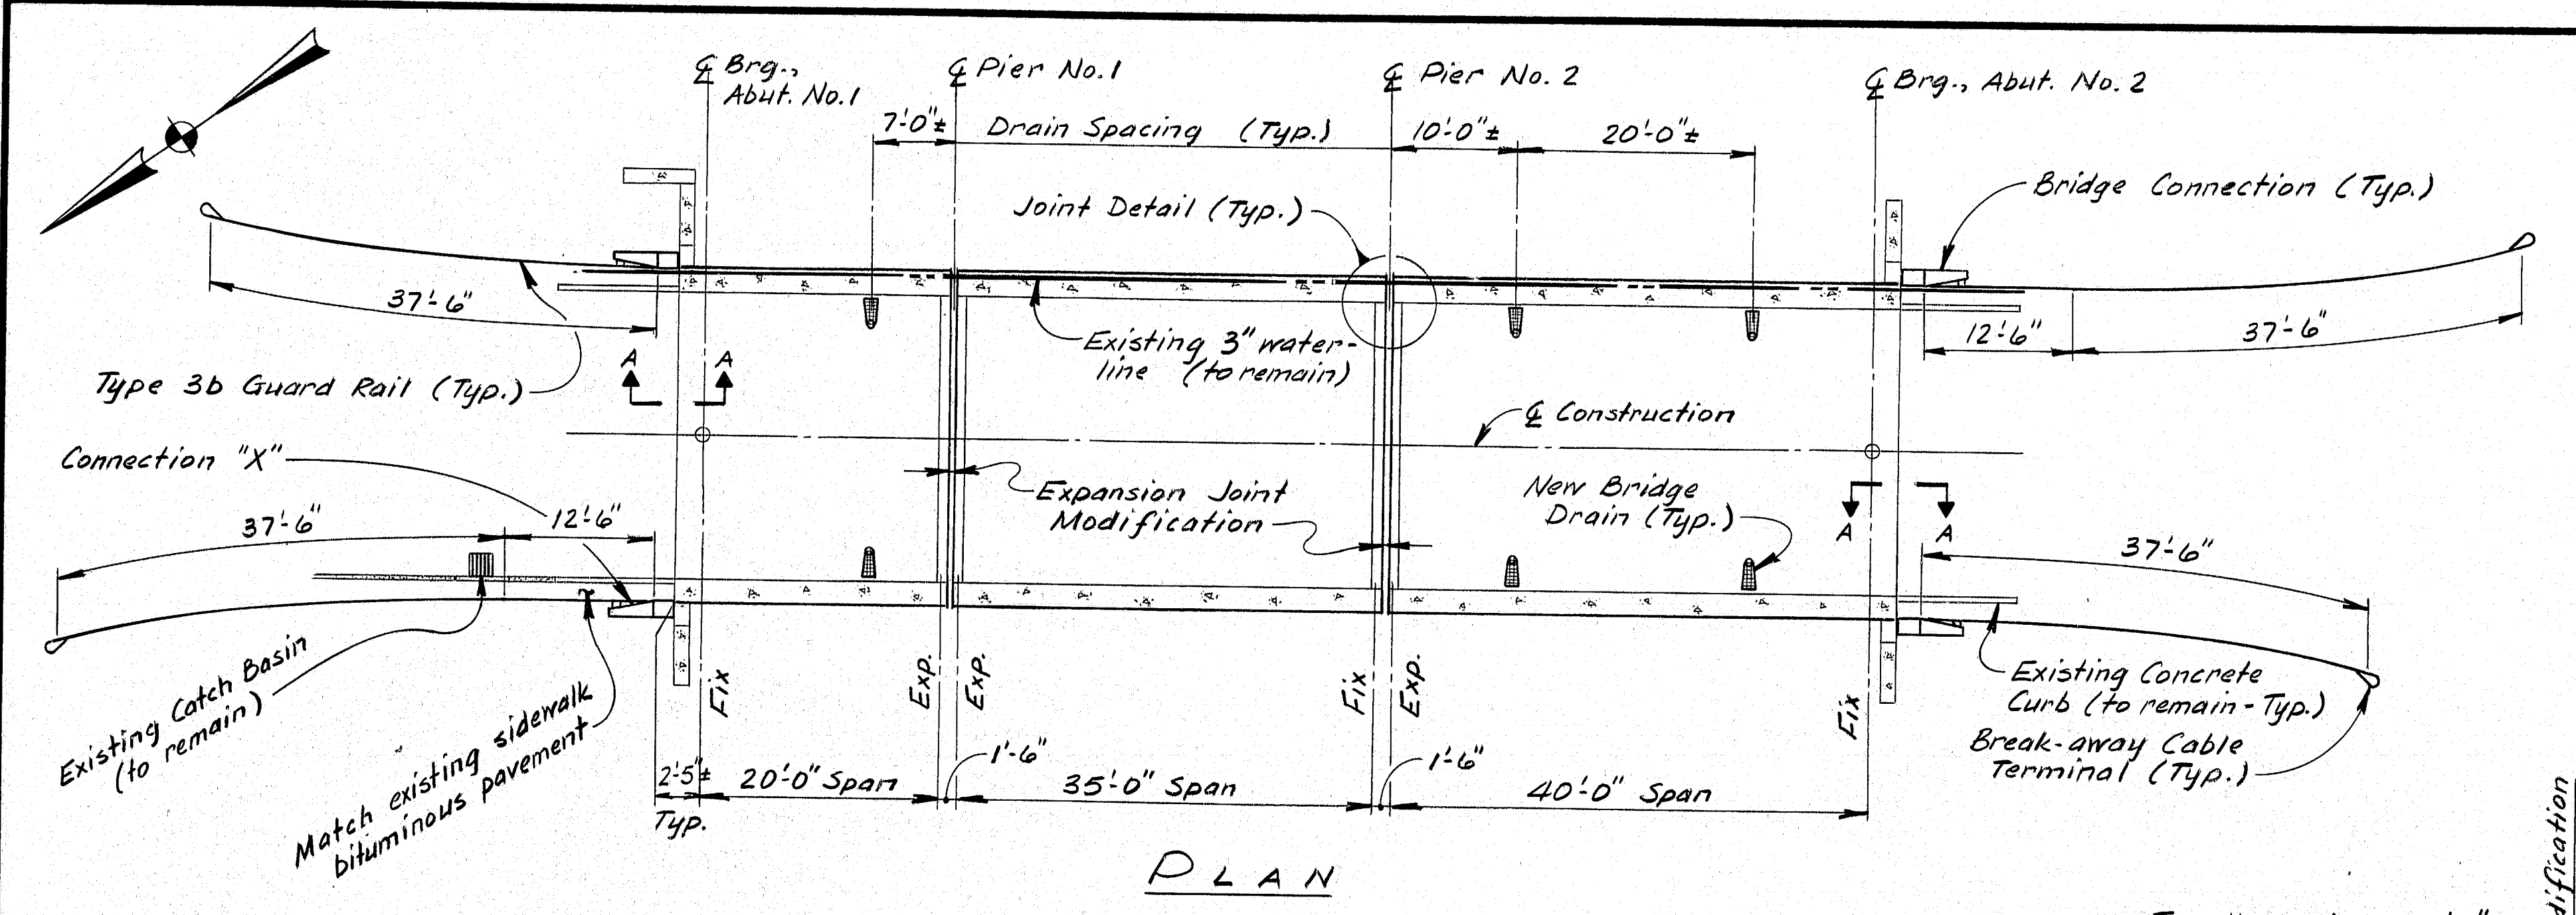 ℄ Brg.,
Abut. No. 1
℄ Pier No. 1
℄ Pier No. 2
℄ Brg., Abut. No. 2
7'-0"±
Drain Spacing (Typ.)
10'-0"±
20'-0"±
Joint Detail (Typ.)
Bridge Connection (Typ.)
37'-6"
Existing 3" water-
line (to remain)
12'-6"
37'-6"
A
A
Type 3b Guard Rail (Typ.)
℄ Construction
Connection "X"
Expansion Joint
Modification
New Bridge
Drain (Typ.)
37'-6"
12'-6"
A
A
37'-6"
Existing Catch Basin
(to remain)
Match existing sidewalk
bituminous pavement
Fix
Exp.
Exp.
Fix
Exp.
Fix
Existing Concrete
Curb (to remain - Typ.)
Break-away Cable
Terminal (Typ.)
2'-5"±
Typ.
20'-0" Span
1'-6"
35'-0" Span
1'-6"
40'-0" Span
PLAN
dification